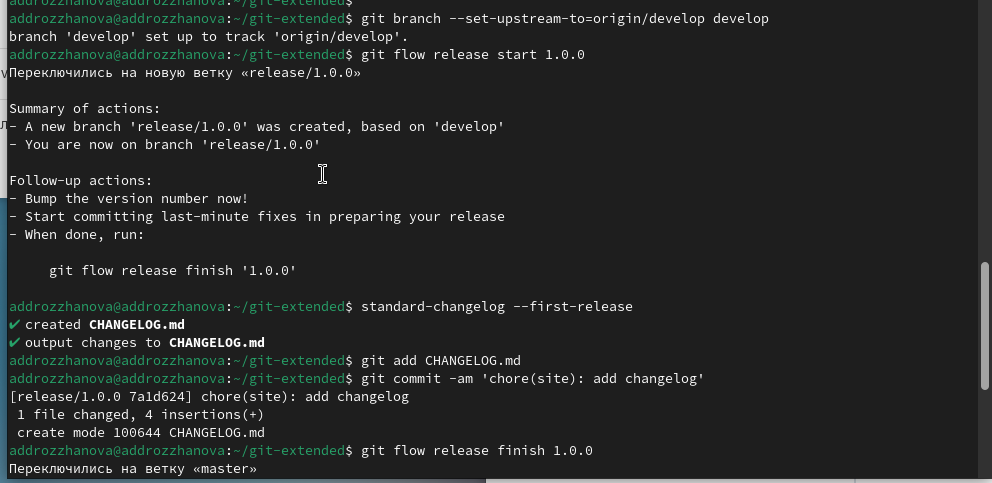 addrozzhanova@addrozzhanova:~/git-extended$
addrozzhanova@addrozzhanova:~/git-extended$ git branch --set-upstream-to=origin/develop develop
branch 'develop' set up to track 'origin/develop'.
addrozzhanova@addrozzhanova:~/git-extended$ git flow release start 1.0.0
Переключились на новую ветку «release/1.0.0»
Summary of actions:
- A new branch 'release/1.0.0' was created, based on 'develop'
- You are now on branch 'release/1.0.0'
Follow-up actions:
- Bump the version number now!
- Start committing last-minute fixes in preparing your release
- When done, run:
git flow release finish '1.0.0'
addrozzhanova@addrozzhanova:~/git-extended$ standard-changelog --first-release
✔ created CHANGELOG.md
✔ output changes to CHANGELOG.md
addrozzhanova@addrozzhanova:~/git-extended$ git add CHANGELOG.md
addrozzhanova@addrozzhanova:~/git-extended$ git commit -am 'chore(site): add changelog'
[release/1.0.0 7a1d624] chore(site): add changelog
1 file changed, 4 insertions(+)
create mode 100644 CHANGELOG.md
addrozzhanova@addrozzhanova:~/git-extended$ git flow release finish 1.0.0
Переключились на ветку «master»